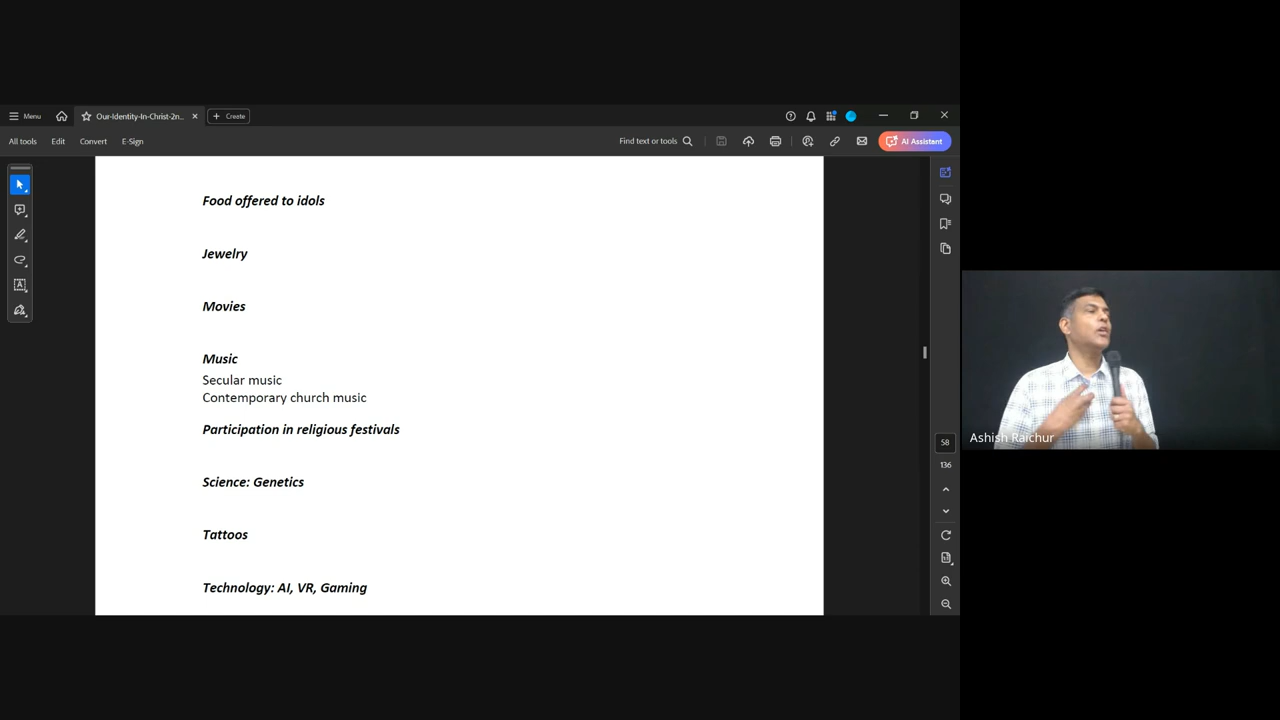 Menu
Our-Identity-In-Christ-2n...
Create
All tools
Edit
Convert
E-Sign
Find text or tools
AI Assistant
Food offered to idols
Jewelry
Movies
Music
Secular music
Contemporary church music
Participation in religious festivals
Science: Genetics
Tattoos
Technology: AI, VR, Gaming
58
136
Ashish Raichur